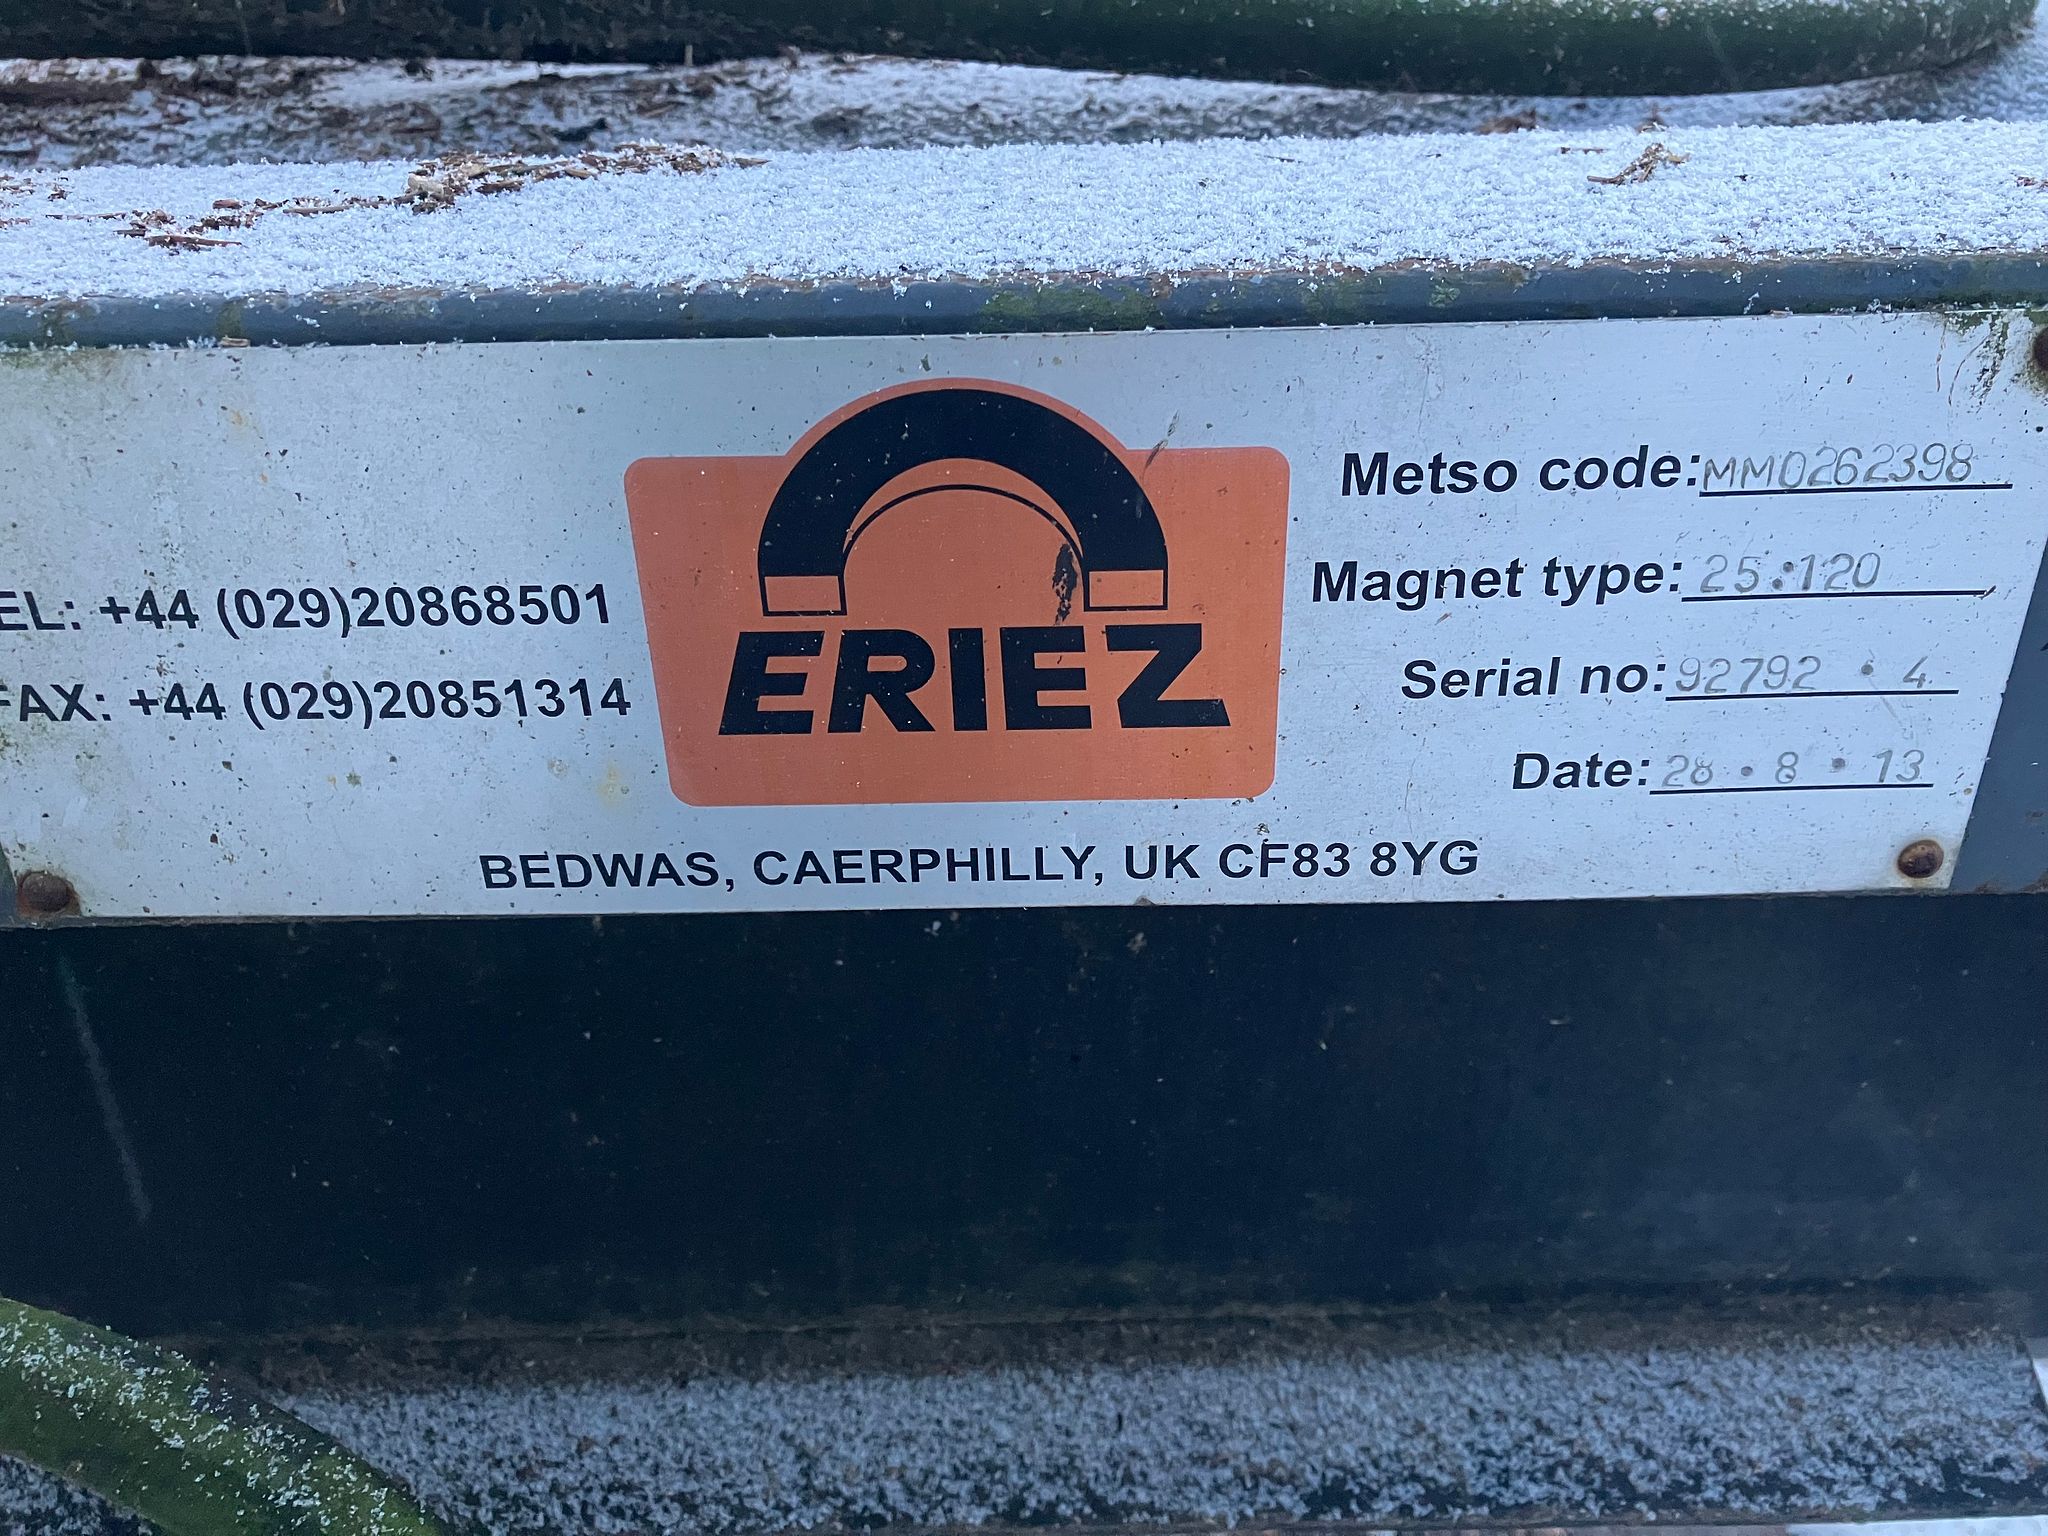 EL: +44 (029)20868501
FAX: +44 (029)20851314
ERIEZ
Metso code: MM0262398
Magnet type: 25:120
Serial no: 92792 · 4
Date: 28 · 8 · 13
BEDWAS, CAERPHILLY, UK CF83 8YG